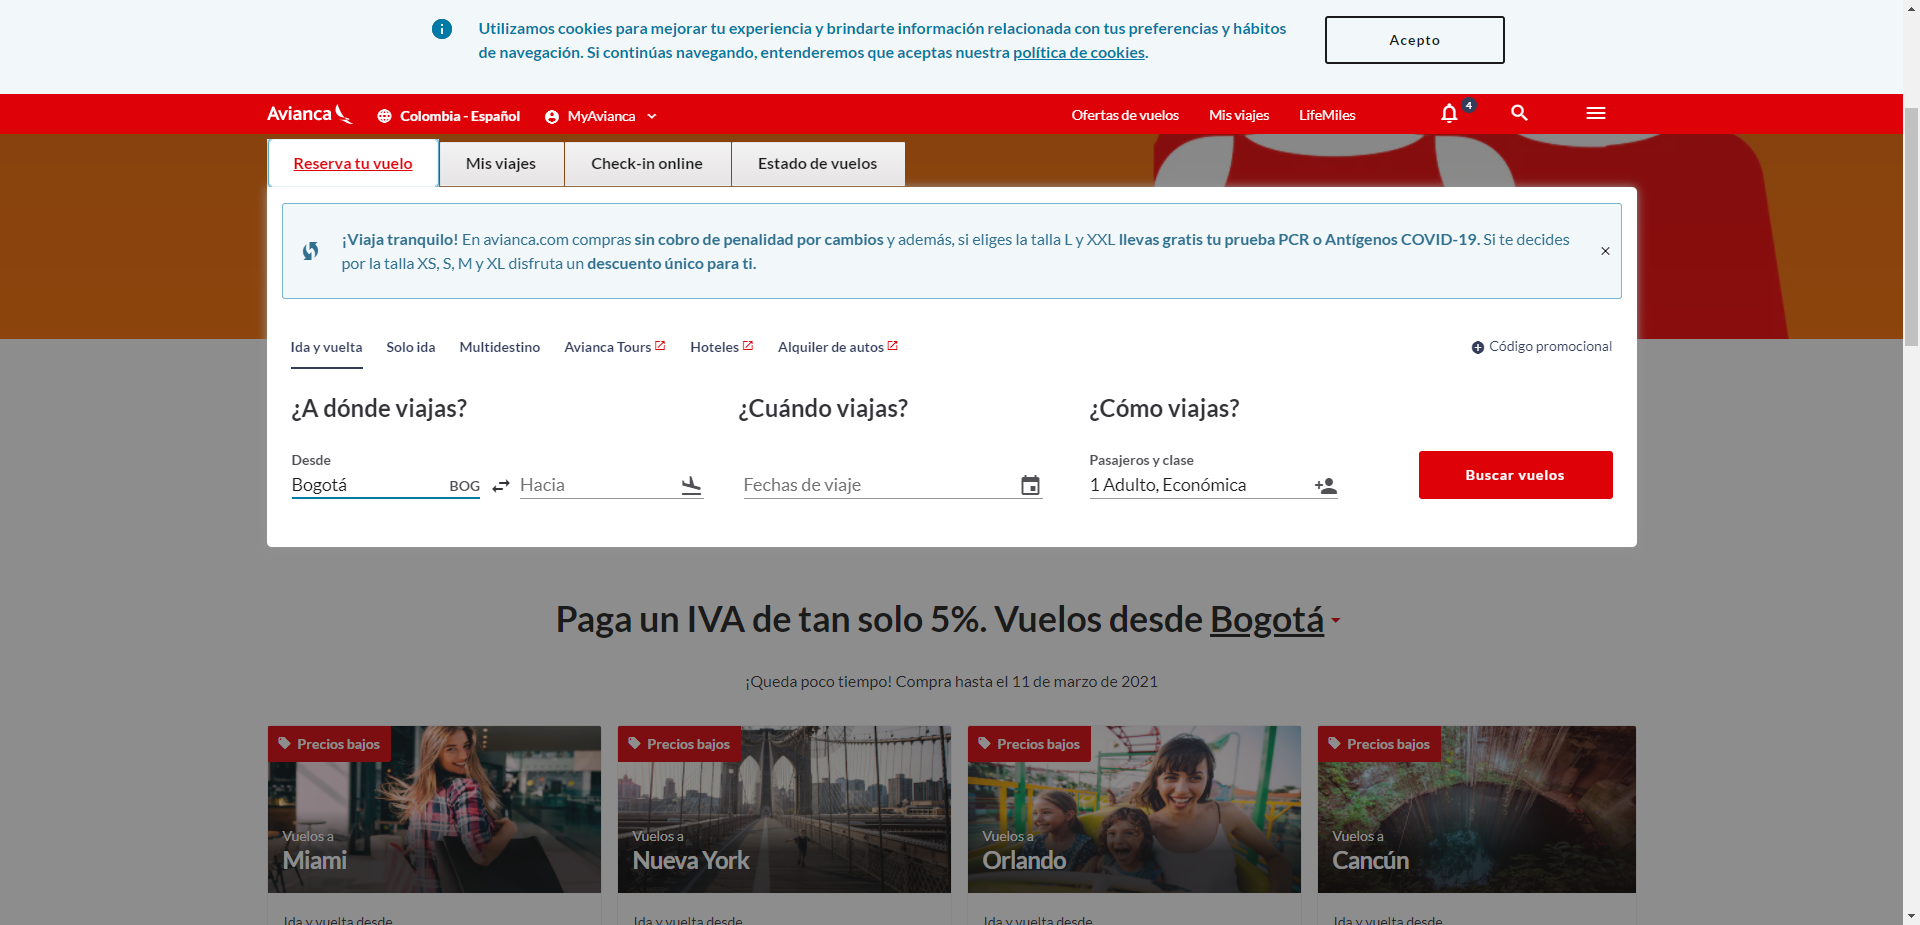 Utilizamos cookies para mejorar tu experiencia y brindarte información relacionada con tus preferencias y hábitos
de navegación. Si continúas navegando, entenderemos que aceptas nuestra política de cookies.
Acepto
Avianca
Colombia - Español
MyAvianca
Ofertas de vuelos
Mis viajes
LifeMiles
4
Reserva tu vuelo
Mis viajes
Check-in online
Estado de vuelos
¡Viaja tranquilo! En avianca.com compras sin cobro de penalidad por cambios y además, si eliges la talla L y XXL llevas gratis tu prueba PCR o Antígenos COVID-19. Si te decides
por la talla XS, S, M y XL disfruta un descuento único para ti.
Ida y vuelta
Solo ida
Multidestino
Avianca Tours
Hoteles
Alquiler de autos
Código promocional
¿A dónde viajas?
¿Cuándo viajas?
¿Cómo viajas?
Desde
Bogotá
BOG
Hacia
Fechas de viaje
Pasajeros y clase
1 Adulto, Económica
Buscar vuelos
Paga un IVA de tan solo 5%. Vuelos desde Bogotá
¡Queda poco tiempo! Compra hasta el 11 de marzo de 2021
Precios bajos
Vuelos a
Miami
Ida y vuelta desde
Precios bajos
Vuelos a
Nueva York
Ida y vuelta desde
Precios bajos
Vuelos a
Orlando
Ida y vuelta desde
Precios bajos
Vuelos a
Cancún
Ida y vuelta desde